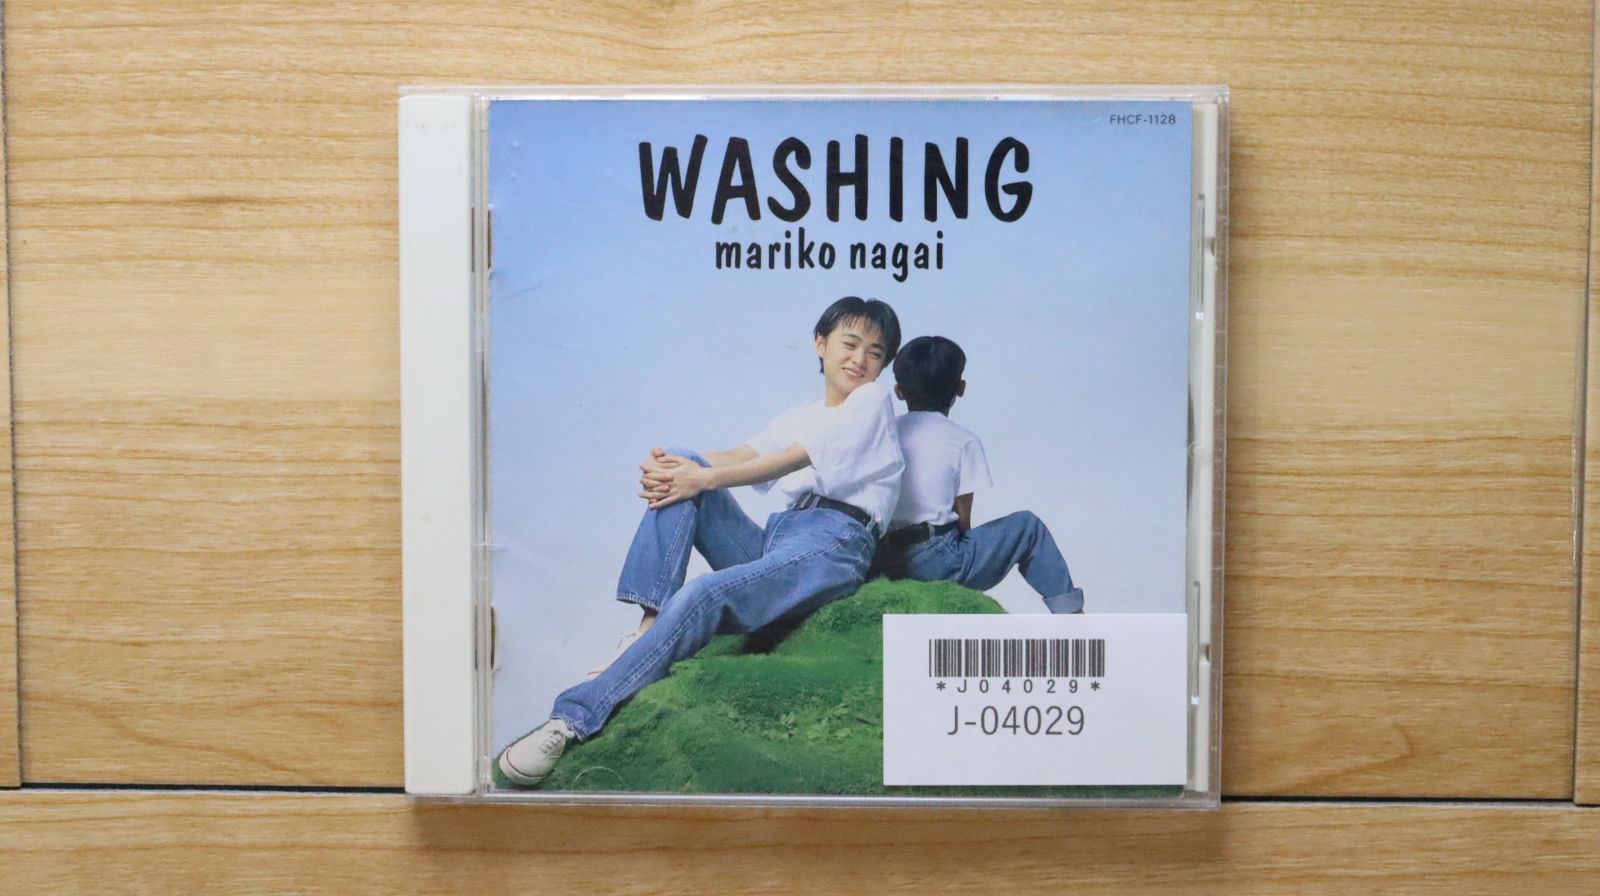 FHCF-1128
WASHING
mariko nagai
*J04029*
J-04029